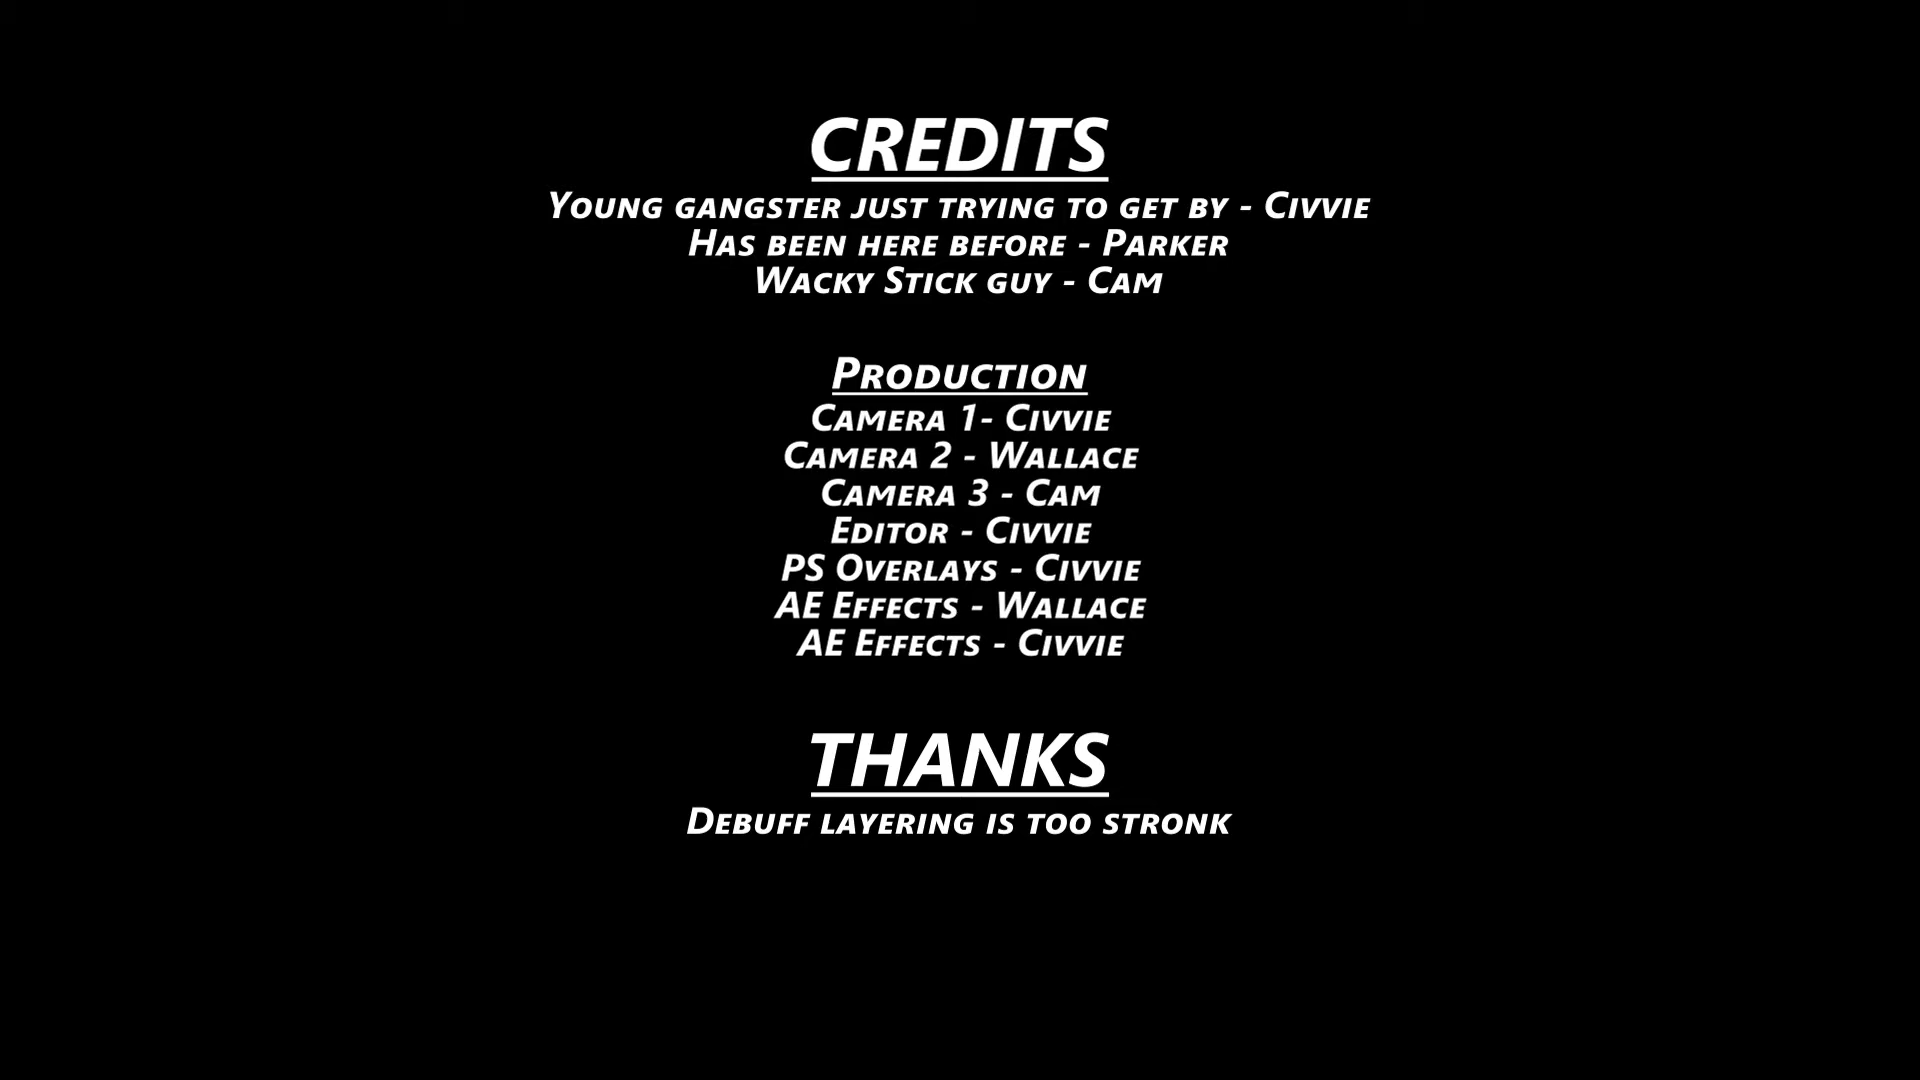 CREDITS
Young gangster just trying to get by - Civvie
Has been here before - Parker
Wacky Stick guy - Cam
Production
Camera 1- Civvie
Camera 2 - Wallace
Camera 3 - Cam
Editor - Civvie
PS Overlays - Civvie
AE Effects - Wallace
AE Effects - Civvie
THANKS
Debuff layering is too stronk